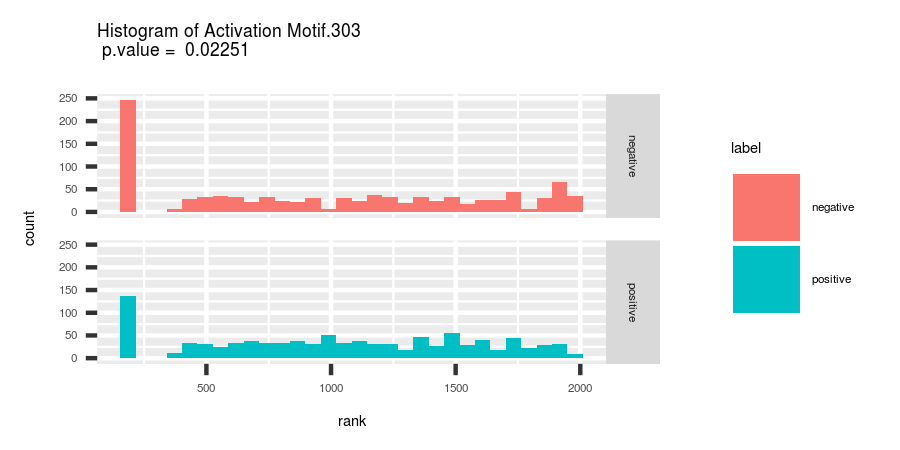 Histogram of Activation Motif.303
p.value = 0.02251
count
250
200
150
100
50
0
negative
250
200
150
100
50
0
positive
500
1000
1500
2000
rank
label
negative
positive